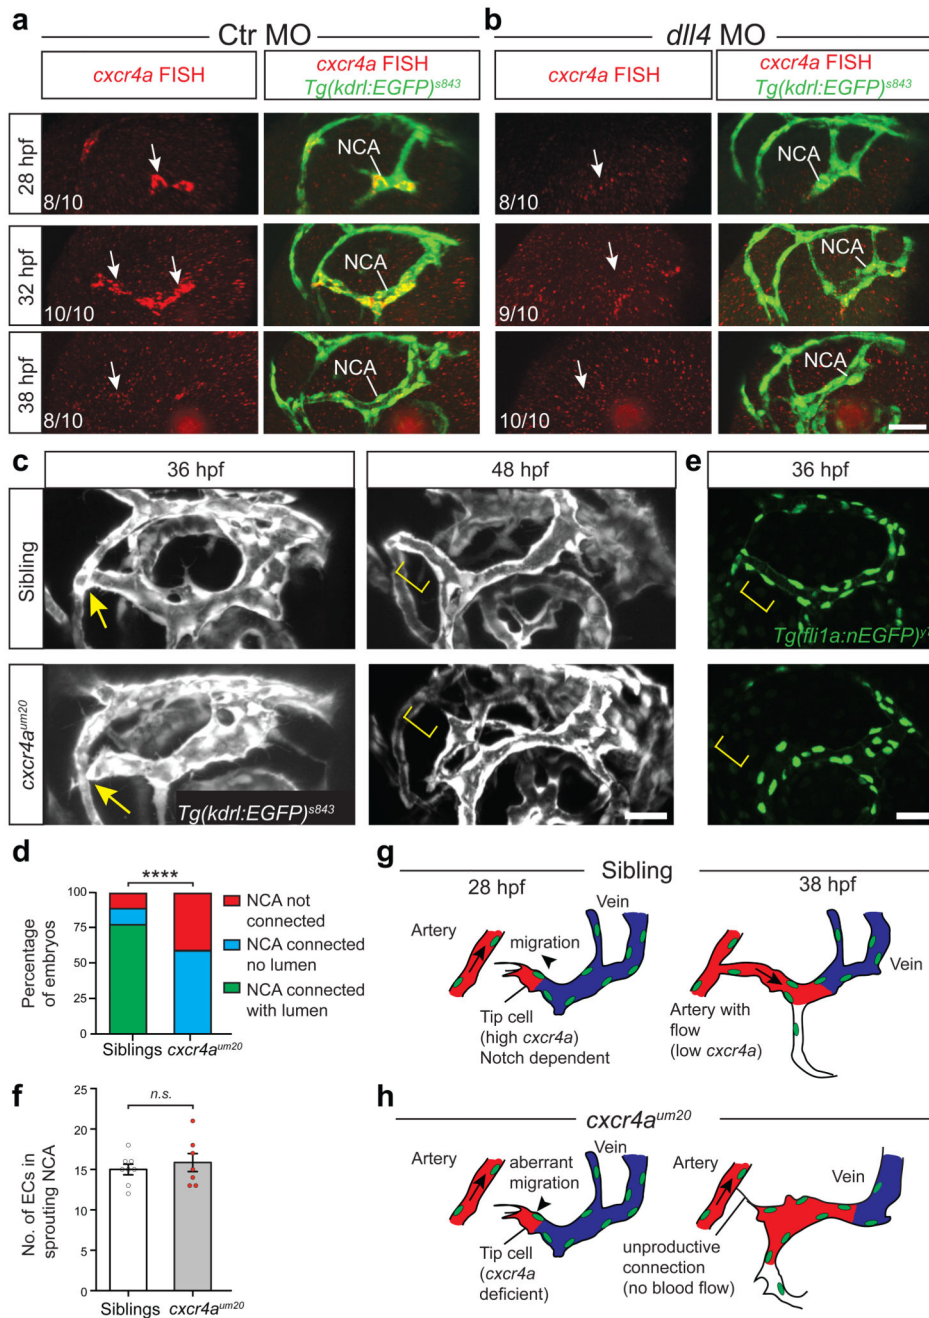 a
Ctr MO
cxcr4a FISH
cxcr4a FISH
Tg(kdrl:EGFP)s843
28 hpf
8/10
NCA
32 hpf
10/10
NCA
38 hpf
8/10
NCA
b
dll4 MO
cxcr4a FISH
cxcr4a FISH
Tg(kdrl:EGFP)s843
8/10
NCA
9/10
NCA
10/10
NCA
c
36 hpf
48 hpf
Sibling
cxcr4aum20
Tg(kdrl:EGFP)s843
e
36 hpf
Tg(fli1a:nEGFP)
d
Percentage
of embryos
100
75
50
25
0
****
Siblings
cxcr4aum20
NCA not
connected
NCA connected
no lumen
NCA connected
with lumen
f
No. of ECs in
sprouting NCA
25
20
15
10
5
0
n.s.
Siblings
cxcr4aum20
g
Sibling
28 hpf
38 hpf
Artery
migration
Vein
Tip cell
(high cxcr4a)
Notch dependent
Vein
Artery with
flow
(low cxcr4a)
h
cxcr4aum20
Artery
aberrant
migration
Vein
Tip cell
(cxcr4a
deficient)
Artery
Vein
unproductive
connection
(no blood flow)